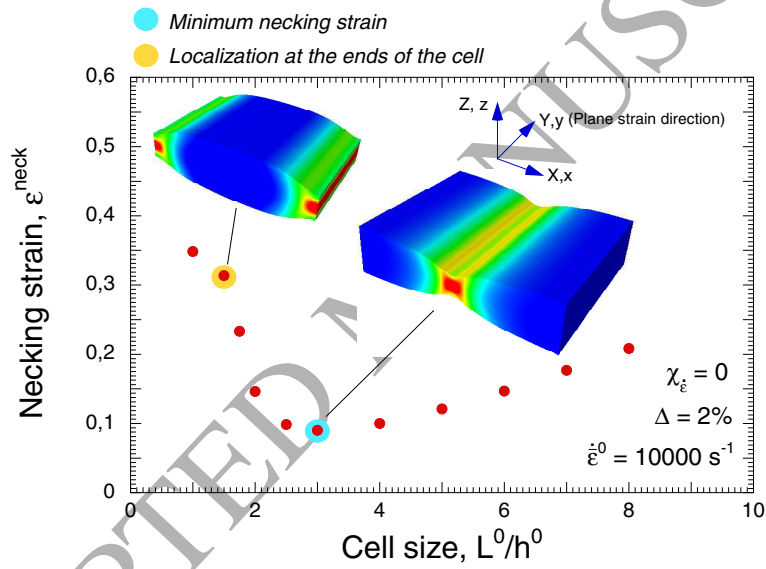 Minimum necking strain
Localization at the ends of the cell
0,6
0,5
0,4
0,3
0,2
0,1
0
Necking strain, ε^neck
Z, z
Y,y (Plane strain direction)
X,x
χ_ε̇ = 0
Δ = 2%
ε̇̄^0 = 10000 s^-1
0 2 4 6 8 10
Cell size, L^0/h^0